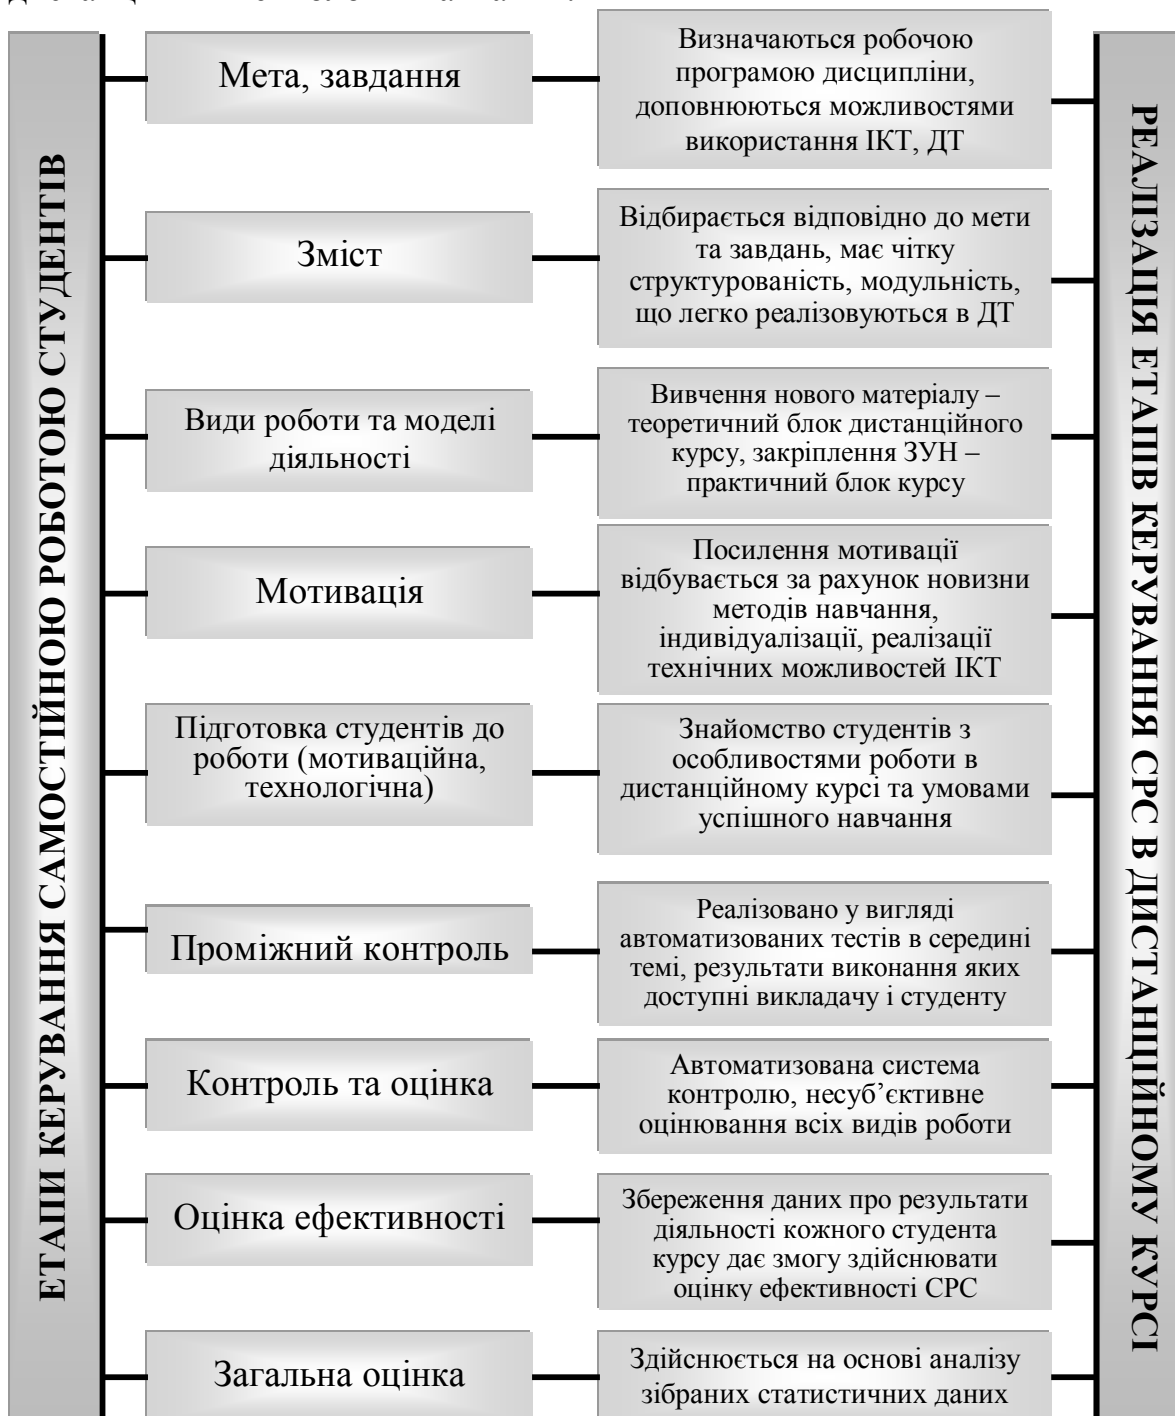 ЕТАПИ КЕРУВАННЯ САМОСТІЙНОЮ РОБОТОЮ СТУДЕНТІВ
Мета, завдання
Визначаються робочою
програмою дисципліни,
доповнюються можливостями
використання ІКТ, ДТ
Зміст
Відбирається відповідно до мети
та завдань, має чітку
структурованість, модульність,
що легко реалізовуються в ДТ
Види роботи та моделі
діяльності
Вивчення нового матеріалу –
теоретичний блок дистанційного
курсу, закріплення ЗУН –
практичний блок курсу
Мотивація
Посилення мотивації
відбувається за рахунок новизни
методів навчання,
індивідуалізації, реалізації
технічних можливостей ІКТ
Підготовка студентів до
роботи (мотиваційна,
технологічна)
Знайомство студентів з
особливостями роботи в
дистанційному курсі та умовами
успішного навчання
Проміжний контроль
Реалізовано у вигляді
автоматизованих тестів в середині
темі, результати виконання яких
доступні викладачу і студенту
Контроль та оцінка
Автоматизована система
контролю, несуб’єктивне
оцінювання всіх видів роботи
Оцінка ефективності
Збереження даних про результати
діяльності кожного студента
курсу дає змогу здійснювати
оцінку ефективності СРС
Загальна оцінка
Здійснюється на основі аналізу
зібраних статистичних даних
РЕАЛІЗАЦІЯ ЕТАПІВ КЕРУВАННЯ СРС В ДИСТАНЦІЙНОМУ КУРСІ